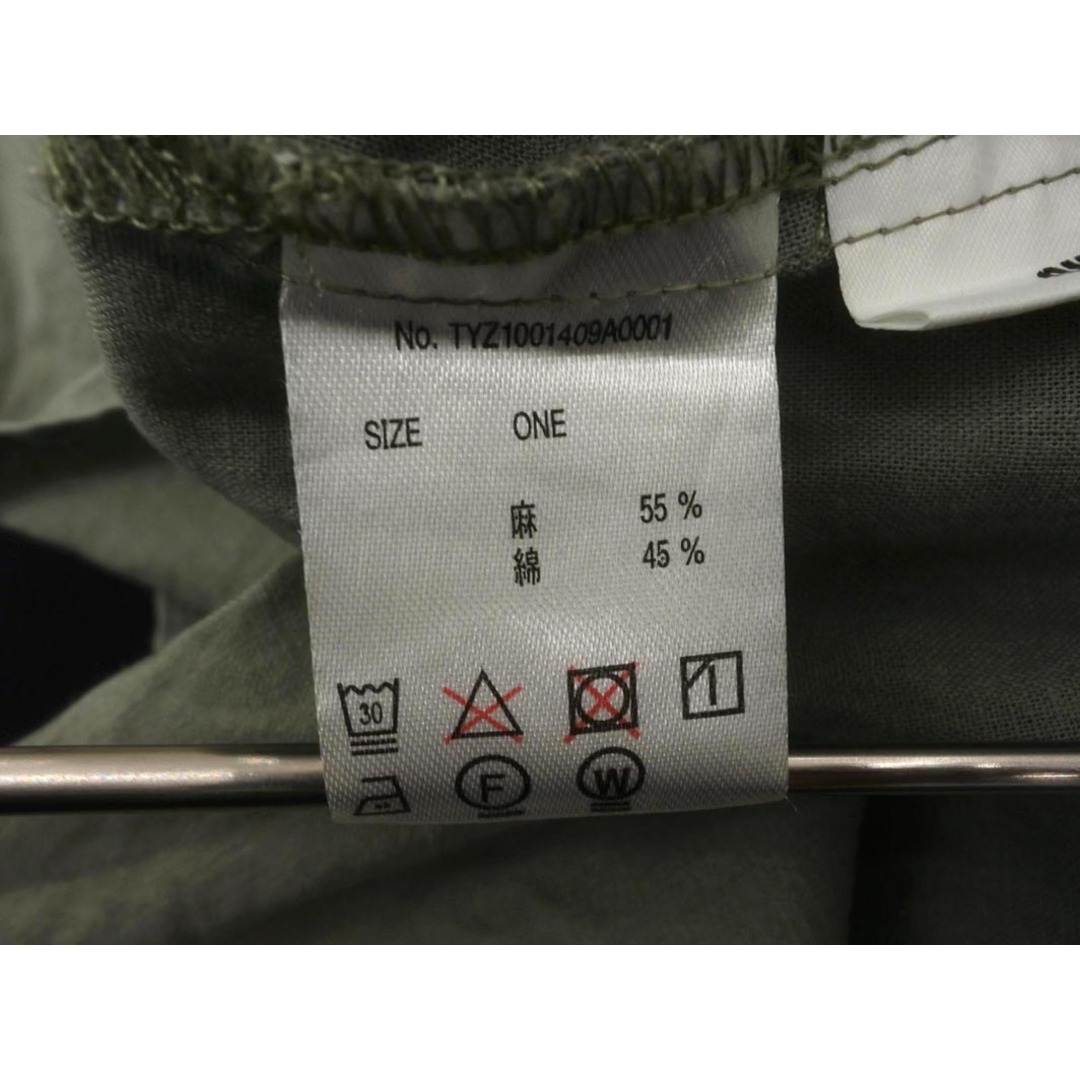 No. TYZ1001409A0001
SIZE ONE
麻 55 %
綿 45 %
30
F W